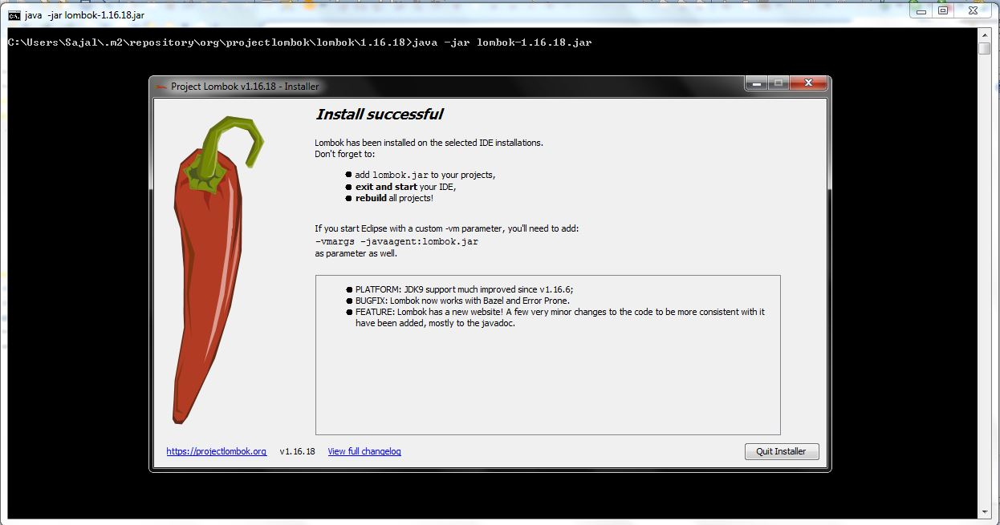 java -jar lombok-1.16.18.jar
C:\Users\Sajal\.m2\repository\org\projectlombok\lombok\1.16.18>java -jar lombok-1.16.18.jar
Project Lombok v1.16.18 - Installer
Install successful
Lombok has been installed on the selected IDE installations.
Don't forget to:
● add lombok.jar to your projects,
● exit and start your IDE,
● rebuild all projects!
If you start Eclipse with a custom -vm parameter, you'll need to add:
-vmargs -javaagent:lombok.jar
as parameter as well.
● PLATFORM: JDK9 support much improved since v1.16.6;
● BUGFIX: Lombok now works with Bazel and Error Prone.
● FEATURE: Lombok has a new website! A few very minor changes to the code to be more consistent with it
have been added, mostly to the javadoc.
https://projectlombok.org v1.16.18 View full changelog Quit Installer